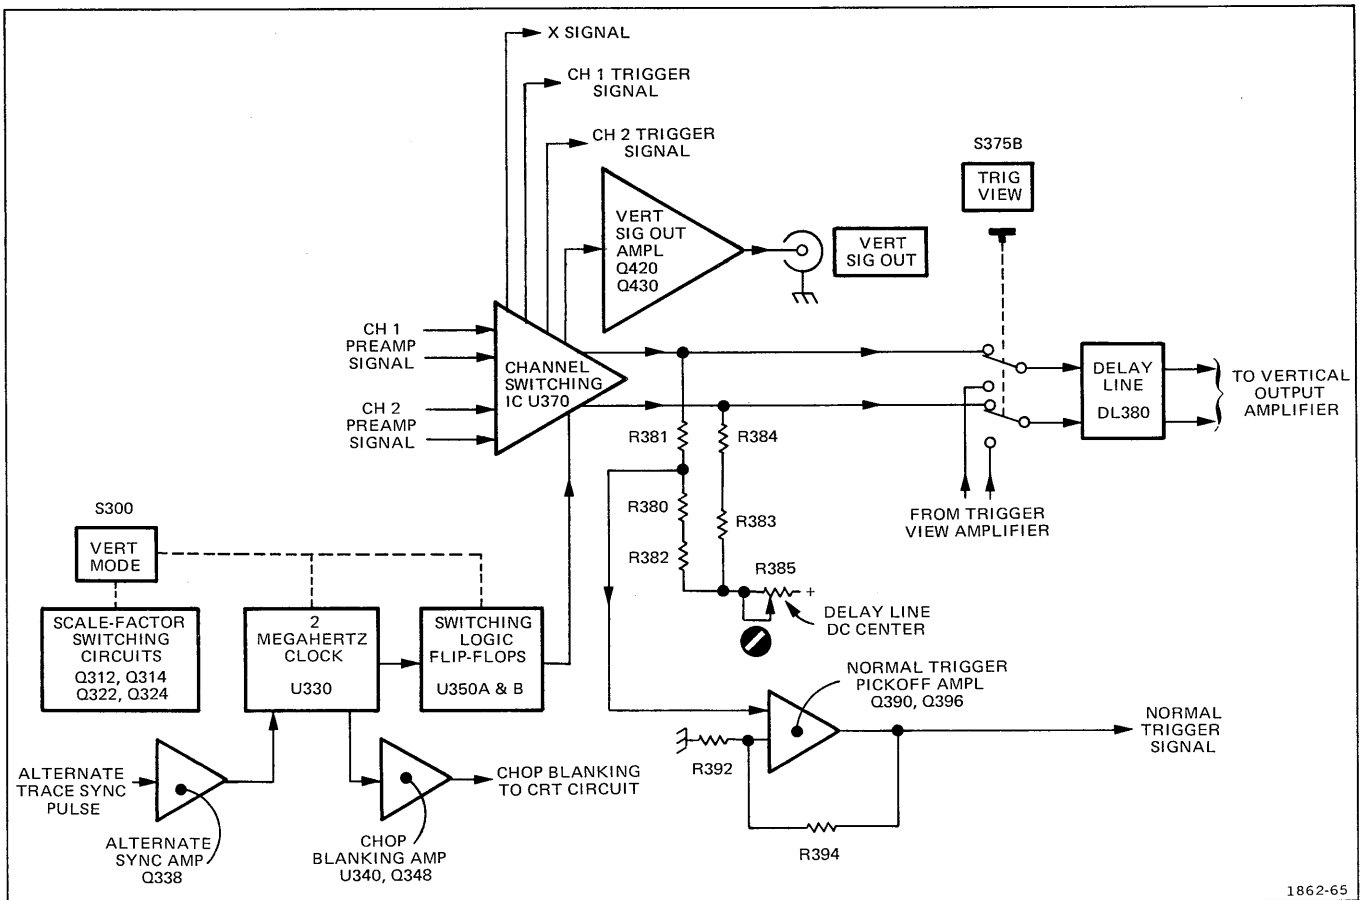 X SIGNAL
CH 1 TRIGGER
SIGNAL
CH 2 TRIGGER
SIGNAL
S375B
TRIG
VIEW
VERT
SIG OUT
AMPL
Q420
Q430
VERT
SIG OUT
CH 1
PREAMP
SIGNAL
CH 2
PREAMP
SIGNAL
CHANNEL
SWITCHING
IC U370
DELAY
LINE
DL380
TO VERTICAL
OUTPUT
AMPLIFIER
R381
R384
R380
R383
R382
R385
+
DELAY LINE
DC CENTER
FROM TRIGGER
VIEW AMPLIFIER
S300
VERT
MODE
SCALE-FACTOR
SWITCHING
CIRCUITS
Q312, Q314
Q322, Q324
2
MEGAHERTZ
CLOCK
U330
SWITCHING
LOGIC
FLIP-FLOPS
U350A & B
NORMAL TRIGGER
PICKOFF AMPL
Q390, Q396
R392
R394
NORMAL
TRIGGER
SIGNAL
ALTERNATE
TRACE SYNC
PULSE
ALTERNATE
SYNC AMP
Q338
CHOP BLANKING
TO CRT CIRCUIT
CHOP
BLANKING AMP
U340, Q348
1862-65